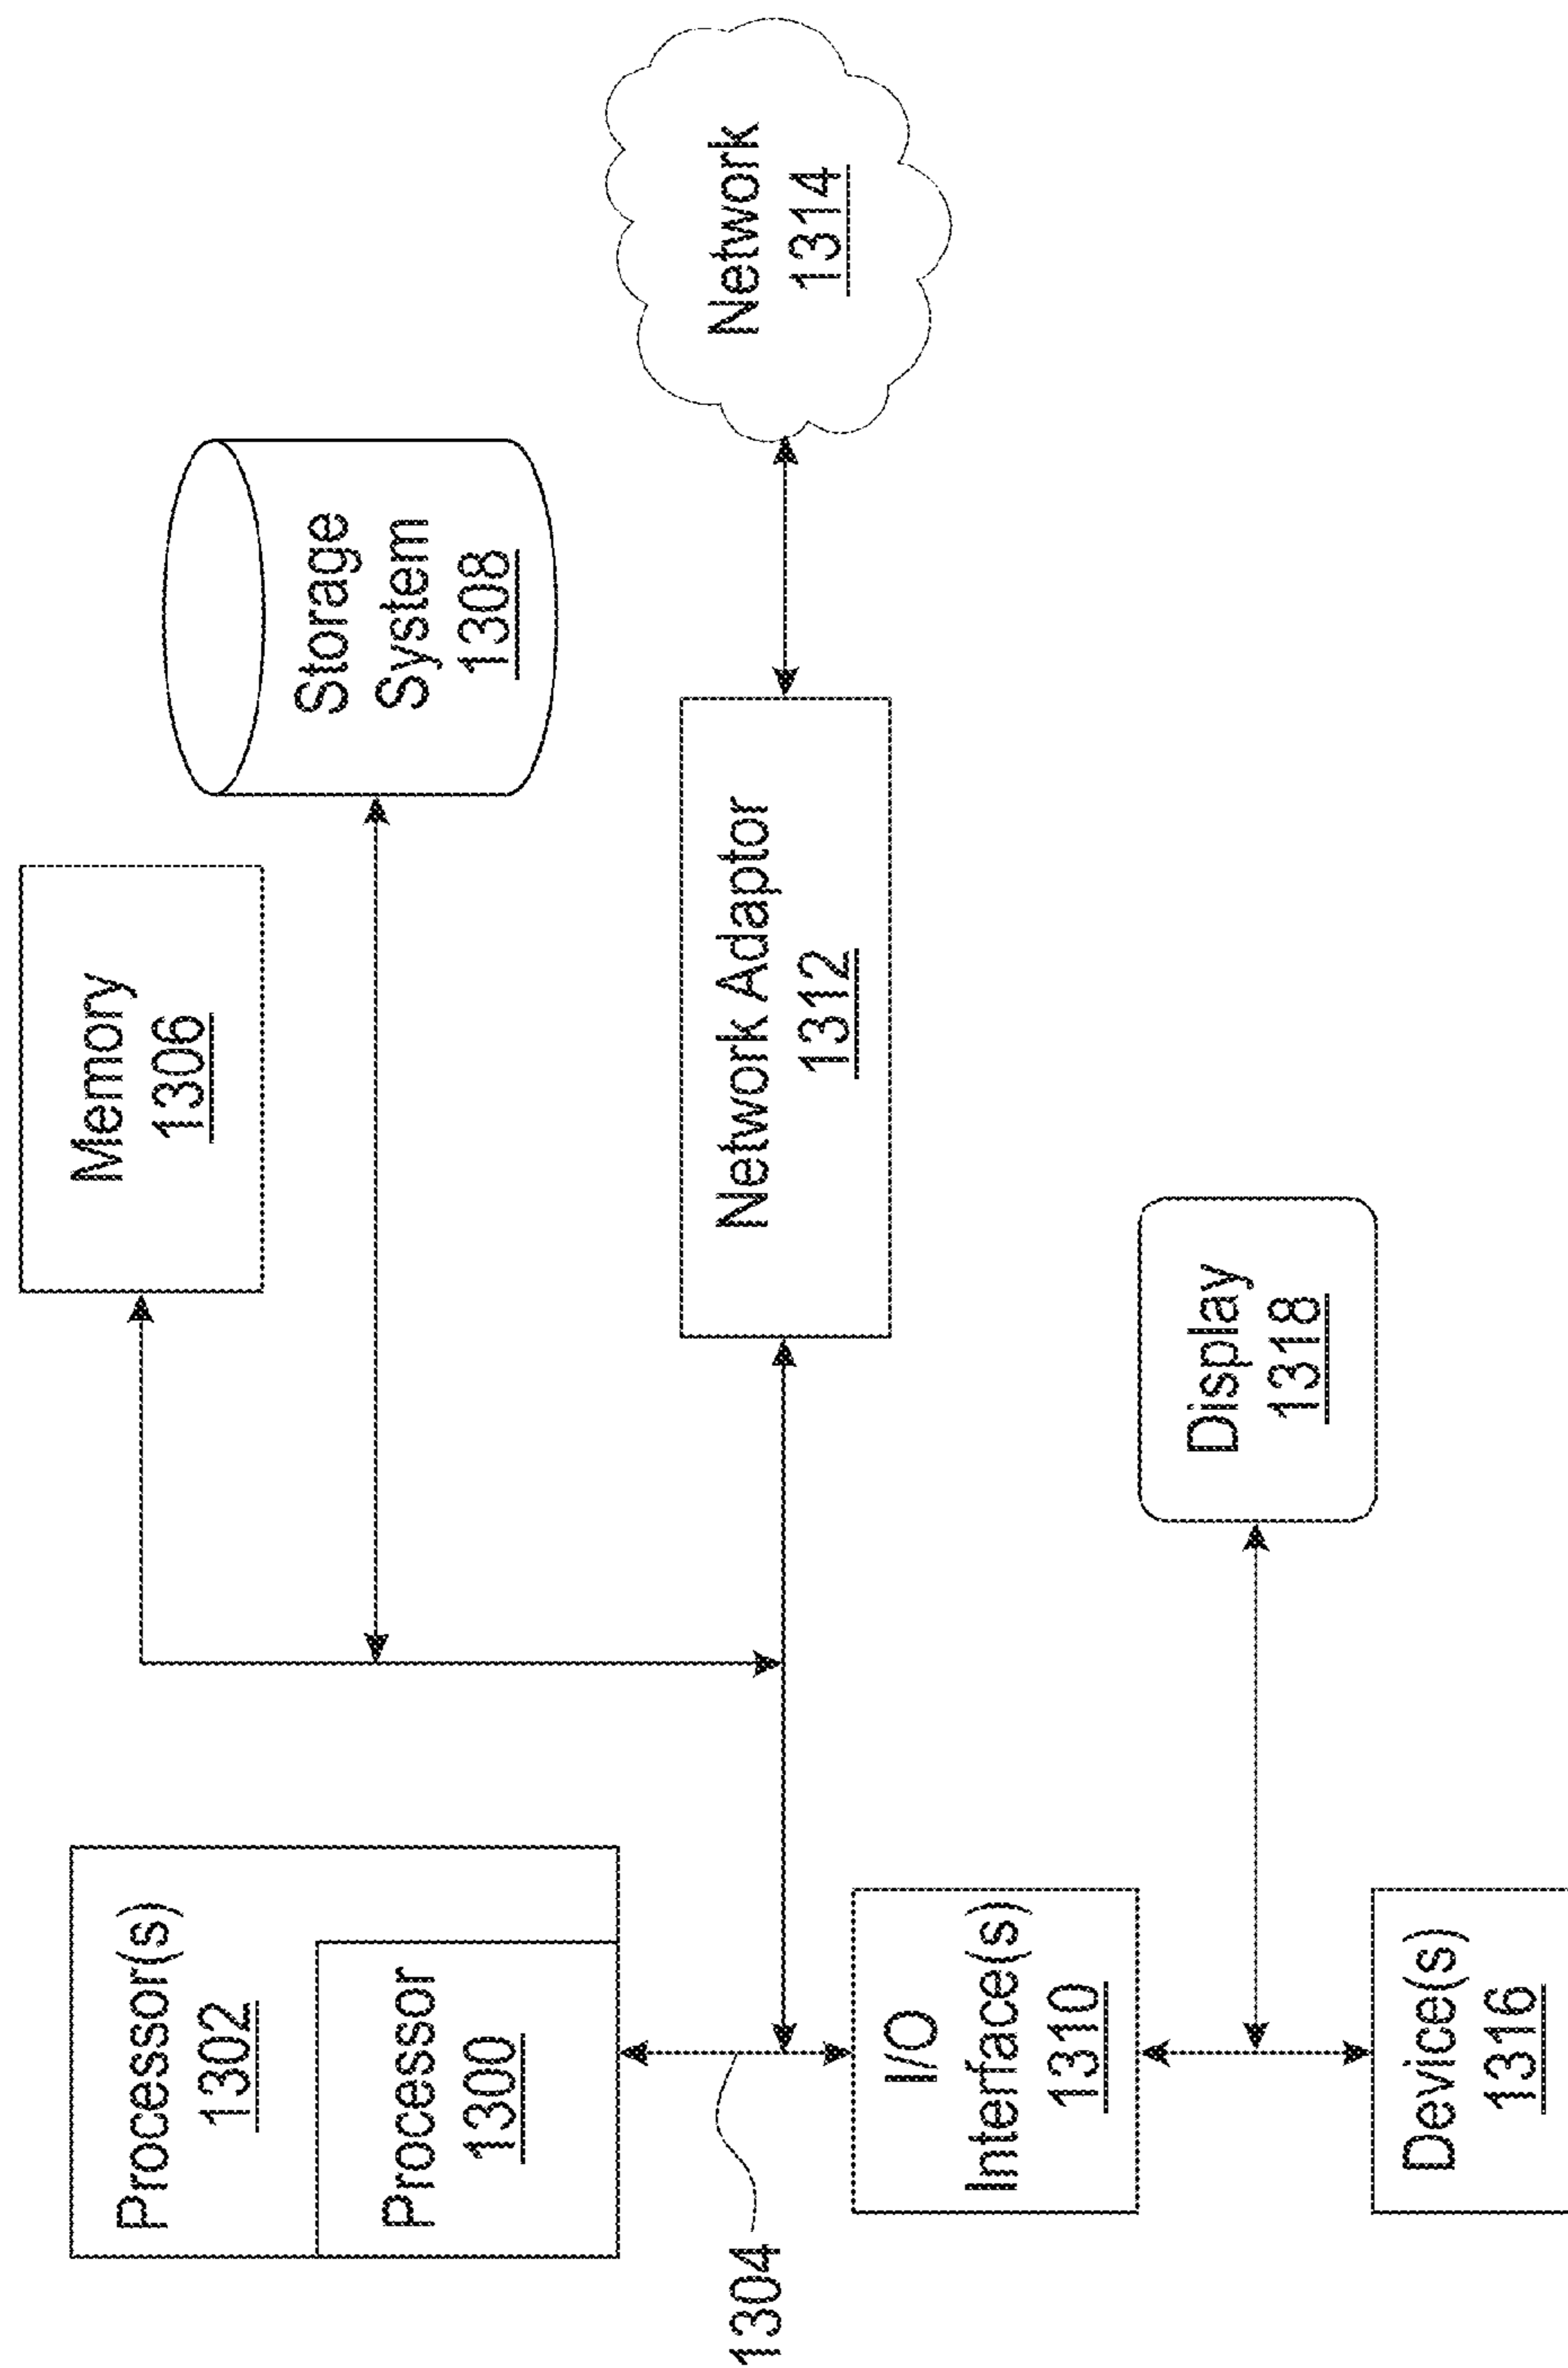 Processor(s)
1302
Processor
1300
1304
I/O
Interface(s)
1310
Device(s)
1316
Display
1318
Memory
1306
Storage
System
1308
Network Adaptor
1312
Network
1314